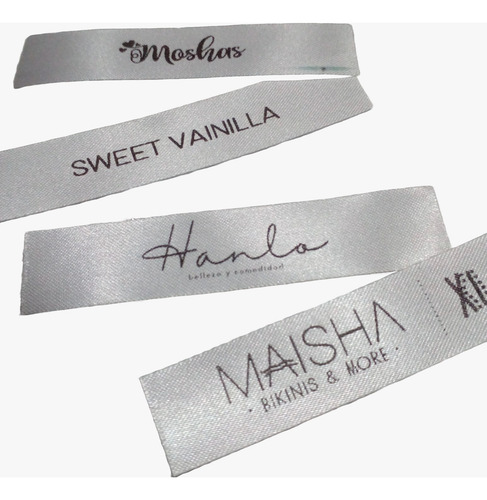 Moshas
SWEET VAINILLA
Hanlo
belleza y comodidad
MAISHA
· BIKINIS & MORE ·